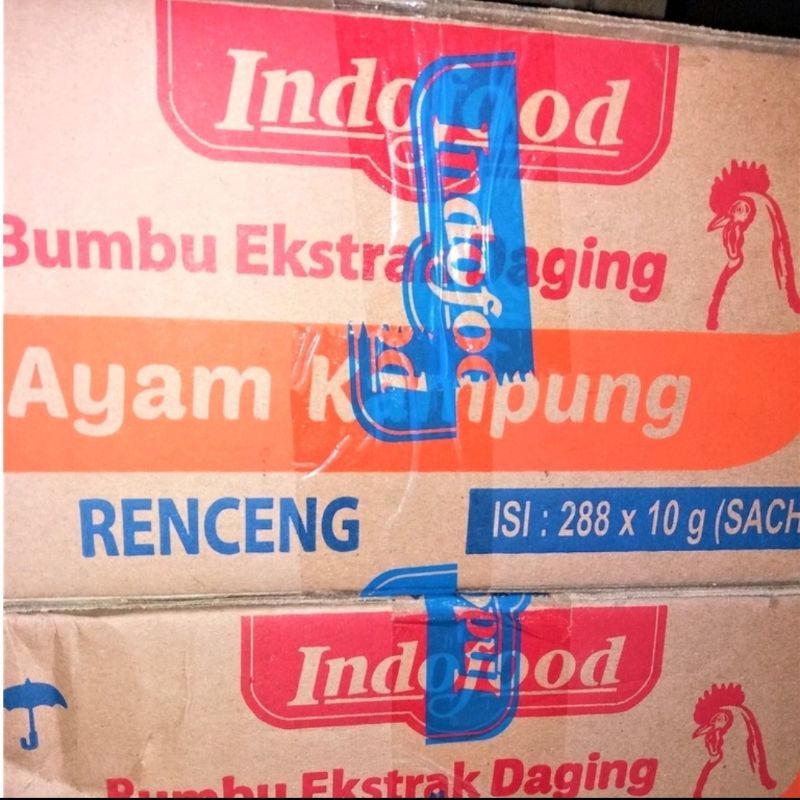 Indofood
Indofood
Bumbu Ekstrak Daging
Ayam Kampung
RENCENG
ISI : 288 x 10 g (SACH
Indofood
Bumbu Ekstrak Daging